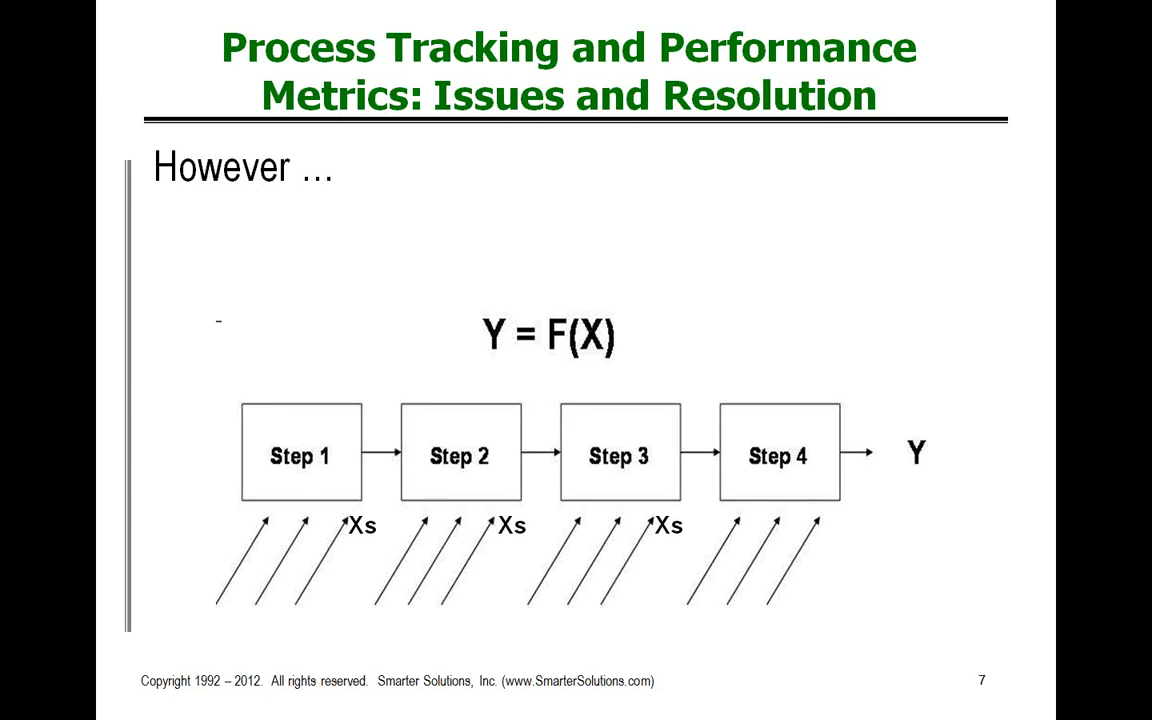 Process Tracking and Performance
Metrics: Issues and Resolution
However …
Y = F(X)
Step 1
Step 2
Step 3
Step 4
Y
Xs
Xs
Xs
Copyright 1992 – 2012. All rights reserved. Smarter Solutions, Inc. (www.SmarterSolutions.com)
7